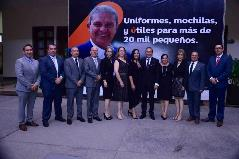 Uniformes, mochilas,
y útiles para más de
20 mil pequeños.